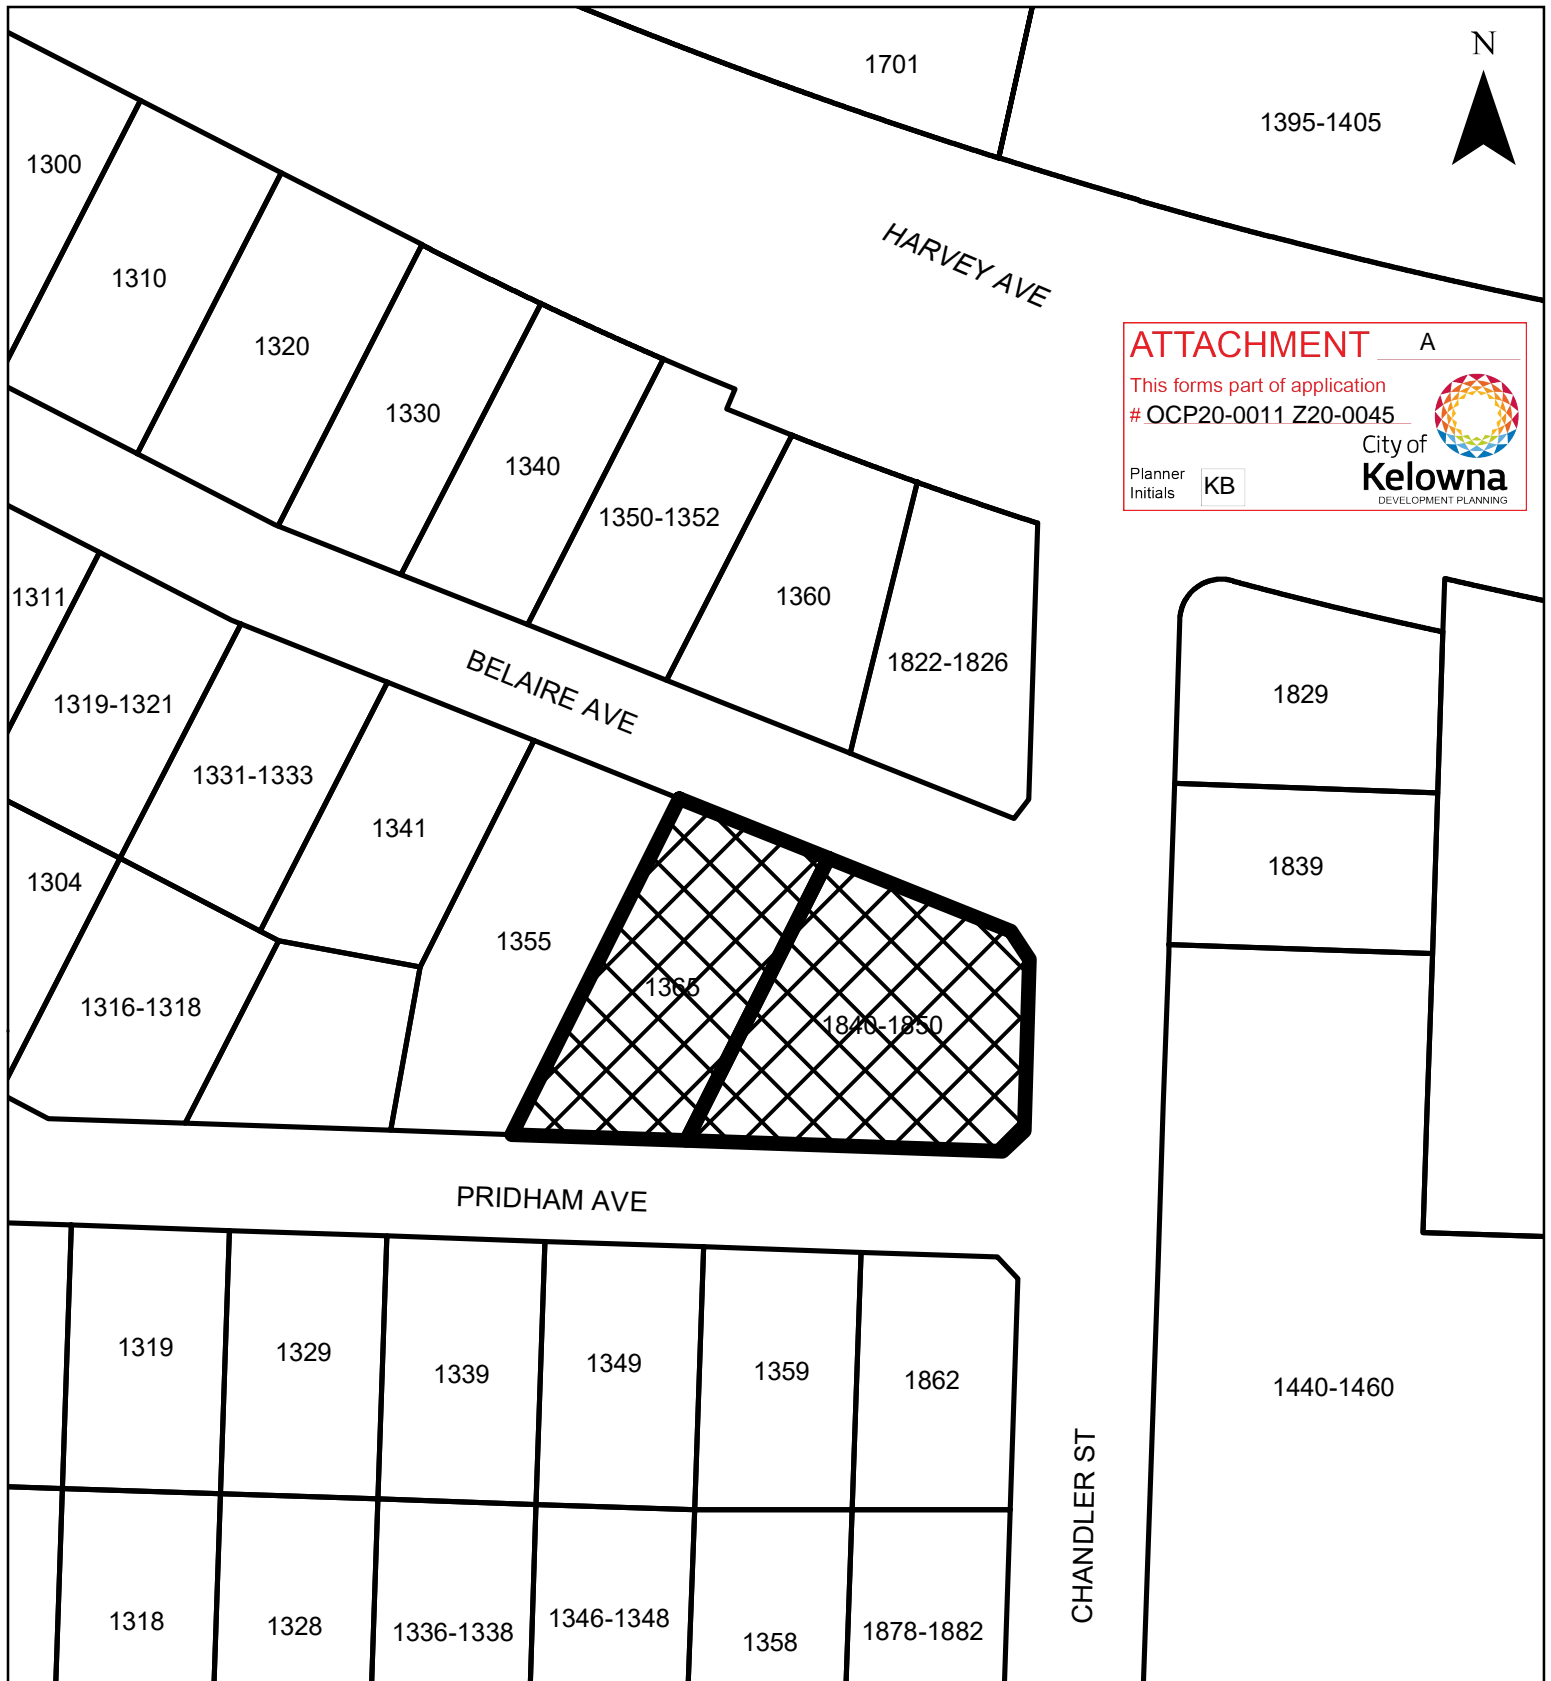 1701
N
1395-1405
1300
HARVEY AVE
1310
1320
ATTACHMENT A
This forms part of application
# OCP20-0011 Z20-0045
City of
Kelowna
DEVELOPMENT PLANNING
Planner
Initials KB
1330
1340
1350-1352
1360
1311
1822-1826
BELAIRE AVE
1829
1319-1321
1331-1333
1341
1839
1304
1355
1365
1316-1318
1840-1850
PRIDHAM AVE
1319
1329
1339
1349
1359
1862
1440-1460
CHANDLER ST
1318
1328
1336-1338
1346-1348
1358
1878-1882